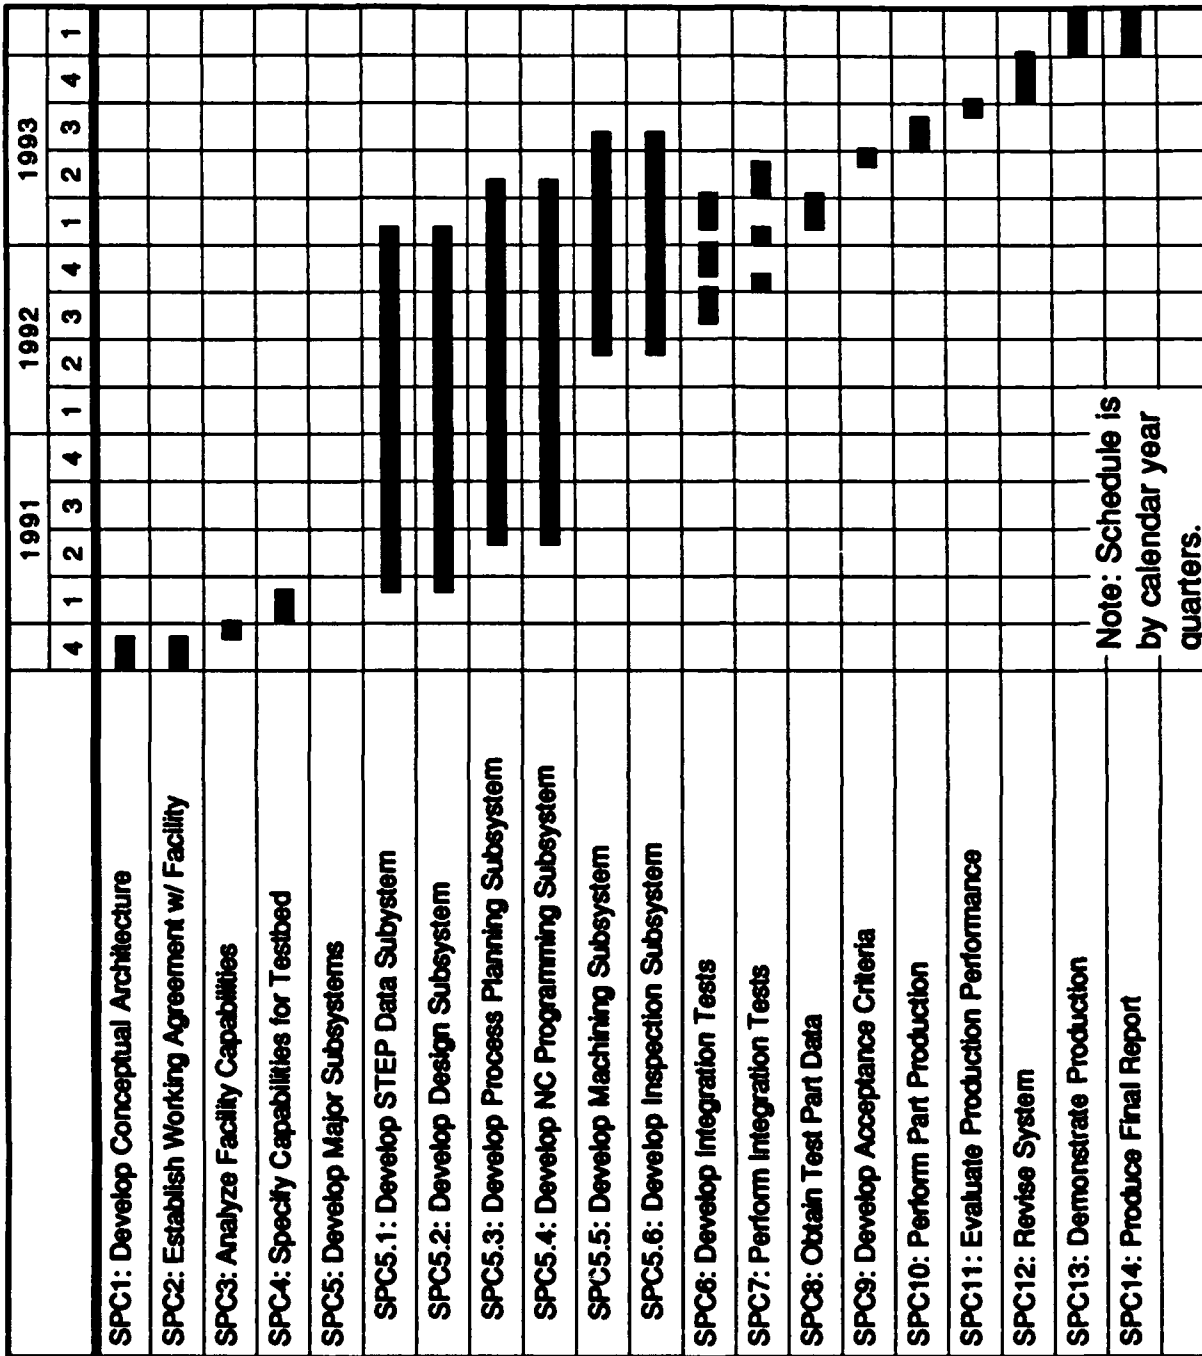 1991 1992 1993
4 1 2 3 4 1 2 3 4 1 2 3 4 1
SPC1: Develop Conceptual Architecture
SPC2: Establish Working Agreement w/ Facility
SPC3: Analyze Facility Capabilities
SPC4: Specify Capabilities for Testbed
SPC5: Develop Major Subsystems
SPC5.1: Develop STEP Data Subystem
SPC5.2: Develop Design Subsystem
SPC5.3: Develop Process Planning Subsystem
SPC5.4: Develop NC Programming Subsystem
SPC5.5: Develop Machining Subsystem
SPC5.6: Develop Inspection Subsystem
SPC6: Develop Integration Tests
SPC7: Perform Integration Tests
SPC8: Obtain Test Part Data
SPC9: Develop Acceptance Criteria
SPC10: Perform Part Production
SPC11: Evaluate Production Performance
SPC12: Revise System
SPC13: Demonstrate Production
SPC14: Produce Final Report
Note: Schedule is
by calendar year
quarters.